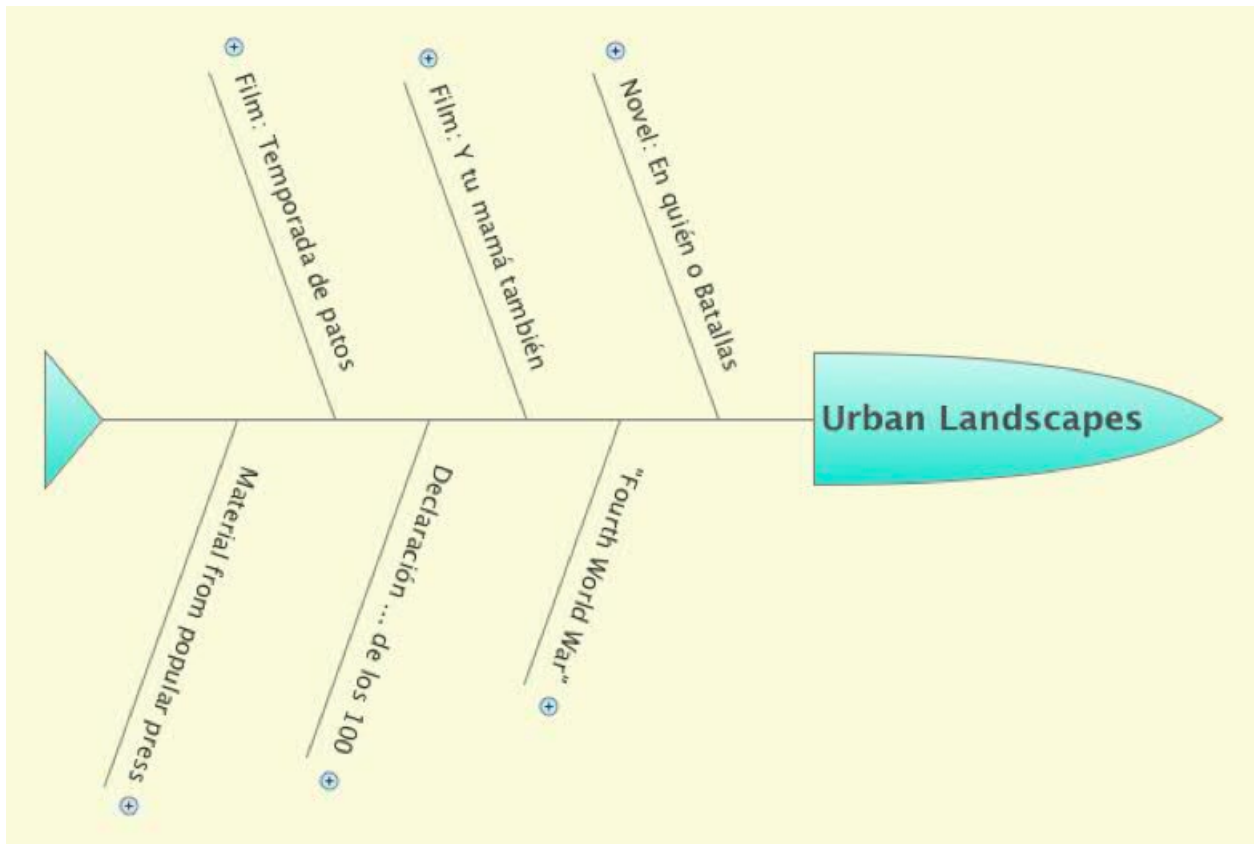 Film: Temporada de patos
Film: Y tu mamá también
Novel: En quién o Batallas
Urban Landscapes
Material from popular press
Declaración ... de los 100
"Fourth World War"